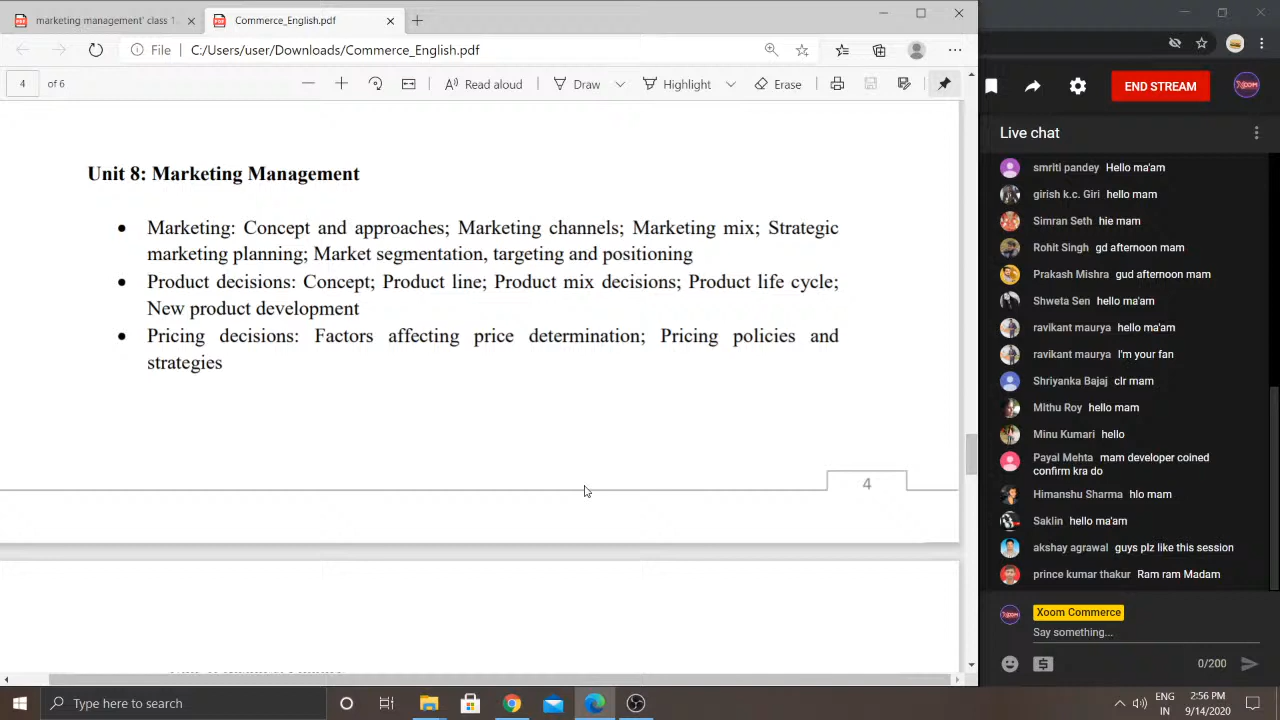 marketing management' class 1
Commerce_English.pdf
File
C:/Users/user/Downloads/Commerce_English.pdf
4 of 6
Read aloud
Draw
Highlight
Erase
Unit 8: Marketing Management
• Marketing: Concept and approaches; Marketing channels; Marketing mix; Strategic
marketing planning; Market segmentation, targeting and positioning
• Product decisions: Concept; Product line; Product mix decisions; Product life cycle;
New product development
• Pricing decisions: Factors affecting price determination; Pricing policies and
strategies
4
END STREAM
XOOM
Live chat
smriti pandey Hello ma'am
girish k.c. Giri hello mam
Simran Seth hie mam
Rohit Singh gd afternoon mam
Prakash Mishra gud afternoon mam
Shweta Sen hello ma'am
ravikant maurya hello ma'am
ravikant maurya I'm your fan
Shriyanka Bajaj clr mam
Mithu Roy hello mam
Minu Kumari hello
Payal Mehta mam developer coined
confirm kra do
Himanshu Sharma hlo mam
Saklin hello ma'am
akshay agrawal guys plz like this session
prince kumar thakur Ram ram Madam
Xoom Commerce
Say something...
0/200
Type here to search
ENG
IN
2:56 PM
9/14/2020